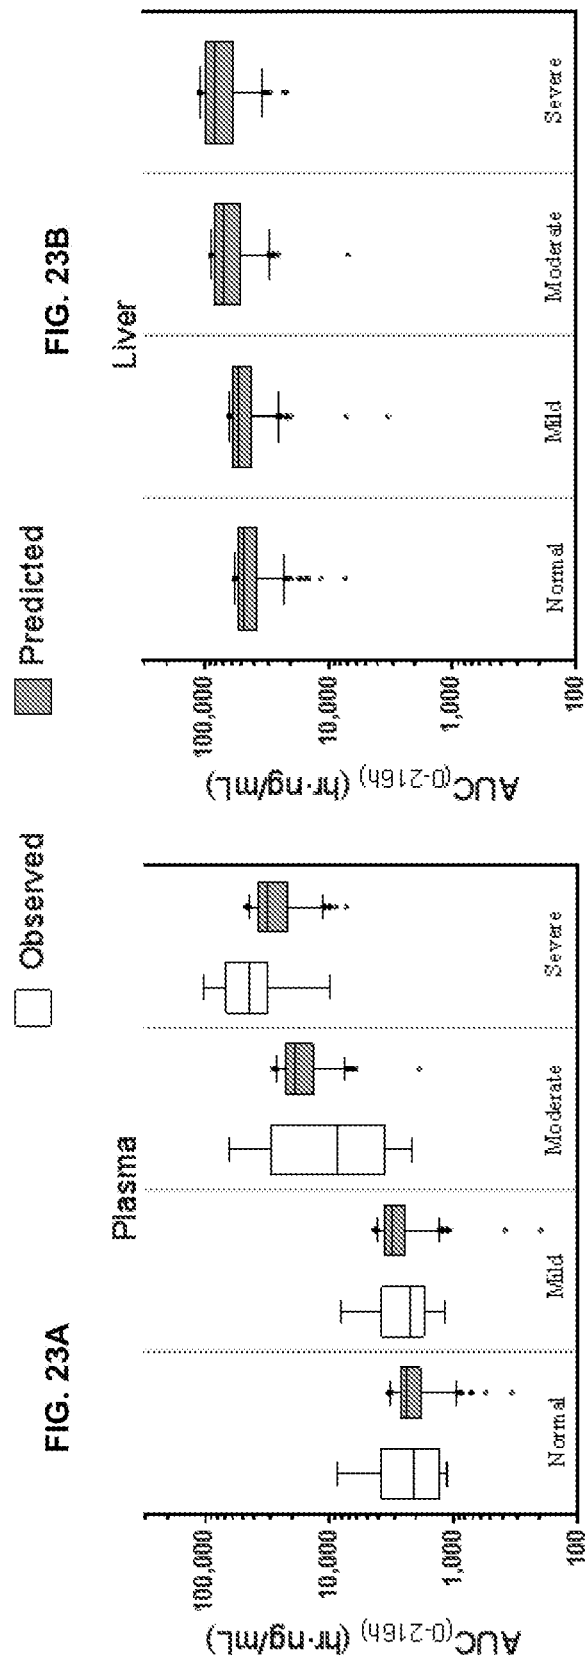 Observed
Predicted
FIG. 23A
Plasma
AUC(0-216h) (hr·ng/mL)
100,000
10,000
1,000
100
Normal
Mild
Moderate
Severe
FIG. 23B
Liver
AUC(0-216h) (hr·ng/mL)
100,000
10,000
1,000
100
Normal
Mild
Moderate
Severe